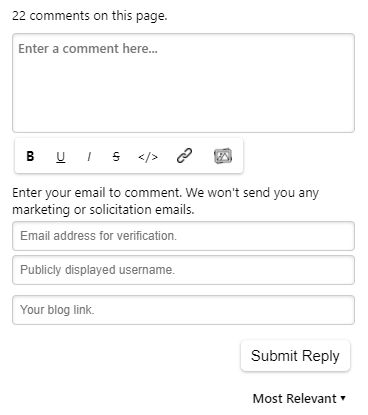 22 comments on this page.
Enter a comment here...
B U I S </>
Enter your email to comment. We won't send you any
marketing or solicitation emails.
Email address for verification.
Publicly displayed username.
Your blog link.
Submit Reply
Most Relevant ▾